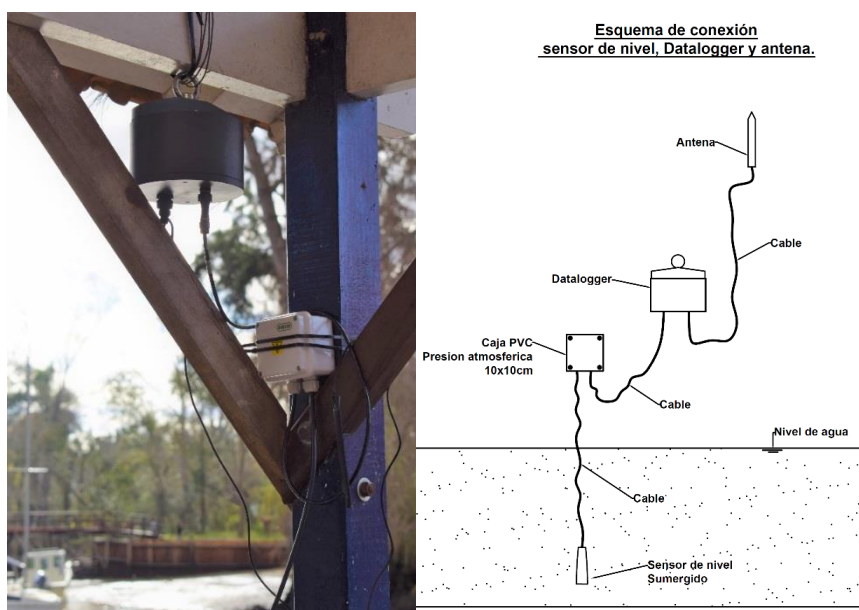 Esquema de conexión
sensor de nivel, Datalogger y antena.
Antena
Cable
Datalogger
Caja PVC
Presion atmosferica
10x10cm
Cable
Nivel de agua
Cable
Sensor de nivel
Sumergido